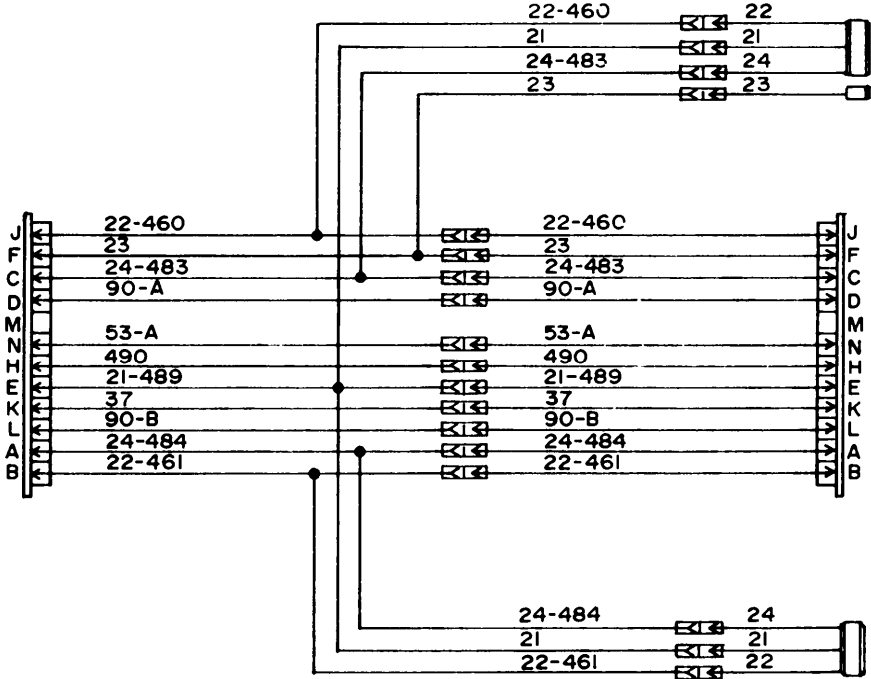 22-460 22
21 21
24-483 24
23 23
J 22-460 22-460 J
F 23 23 F
C 24-483 24-483 C
D 90-A 90-A D
M M
N 53-A 53-A N
H 490 490 H
E 21-489 21-489 E
K 37 37 K
L 90-B 90-B L
A 24-484 24-484 A
B 22-461 22-461 B
24-484 24
21 21
22-461 22